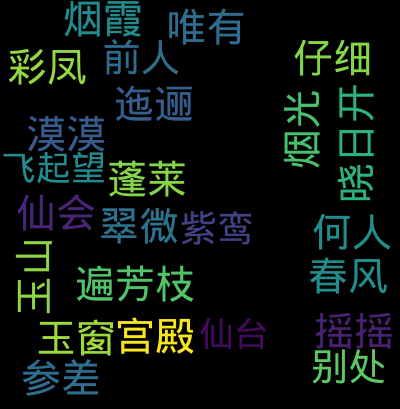 烟霞
唯有
前人
彩凤
仔细
迤逦
烟光
晓日开
漠漠
飞起望
蓬莱
仙会
翠微
紫鸾
何人
玉山
遍芳枝
春风
玉窗
宫殿
仙台
摇摇
别处
参差